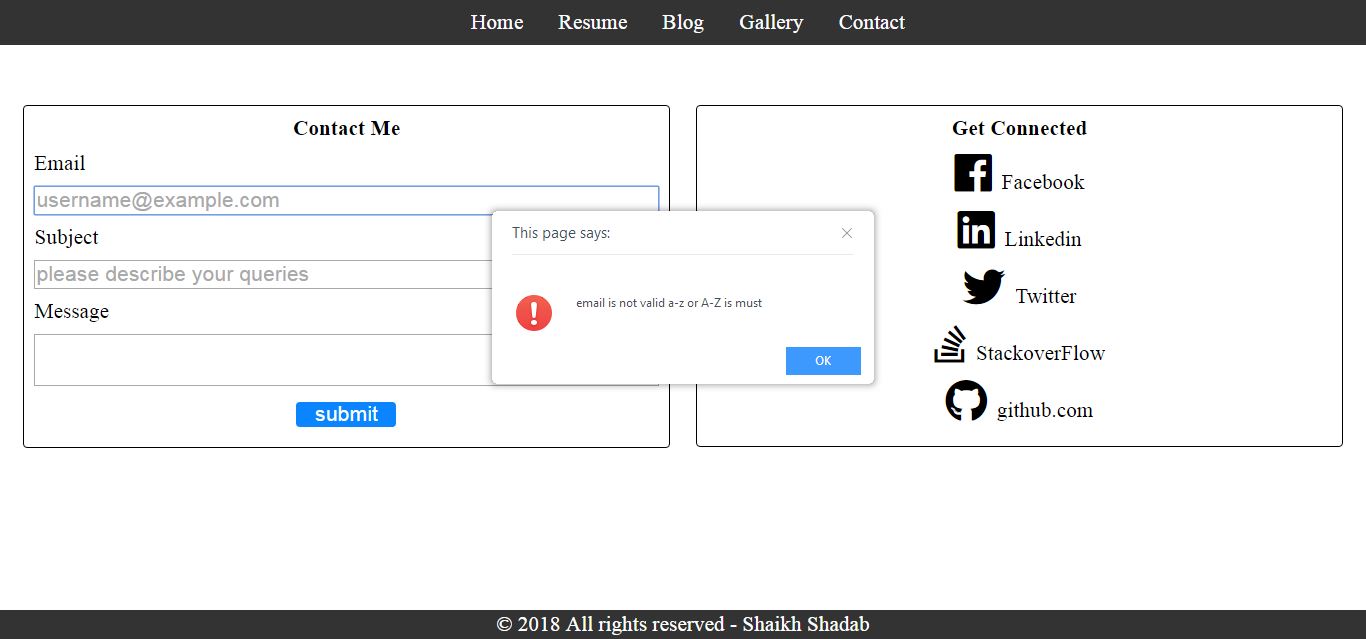 Home Resume Blog Gallery Contact
Contact Me
Email
username@example.com
Subject
please describe your queries
Message
submit
This page says:
email is not valid a-z or A-Z is must
OK
Get Connected
Facebook
Linkedin
Twitter
StackoverFlow
github.com
© 2018 All rights reserved - Shaikh Shadab